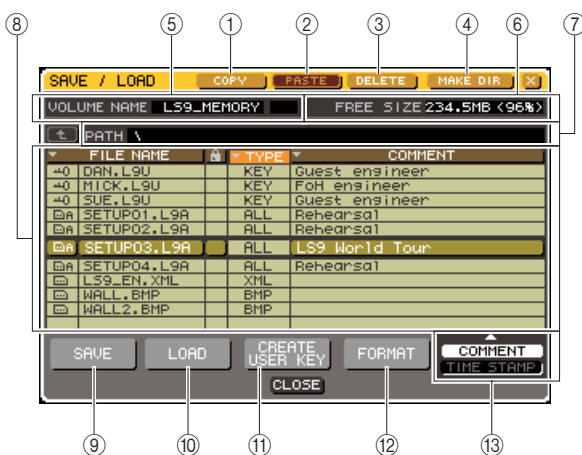 ⑧ ⑤ ① ② ③ ④ ⑥ ⑦
SAVE / LOAD COPY PASTE DELETE MAKE DIR X
VOLUME NAME LS9_MEMORY FREE SIZE 234.5MB (96%)
PATH \
FILE NAME TYPE COMMENT
DAN.L9U KEY Guest engineer
MICK.L9U KEY FoH engineer
SUE.L9U KEY Guest engineer
SETUP01.L9A ALL Rehearsal
SETUP02.L9A ALL Rehearsal
SETUP03.L9A ALL LS9 World Tour
SETUP04.L9A ALL Rehearsal
LS9_EN.XML XML
WALL.BMP BMP
WALL2.BMP BMP
SAVE LOAD CREATE USER KEY FORMAT COMMENT
TIME STAMP
CLOSE
⑨ ⑩ ⑪ ⑫ ⑬